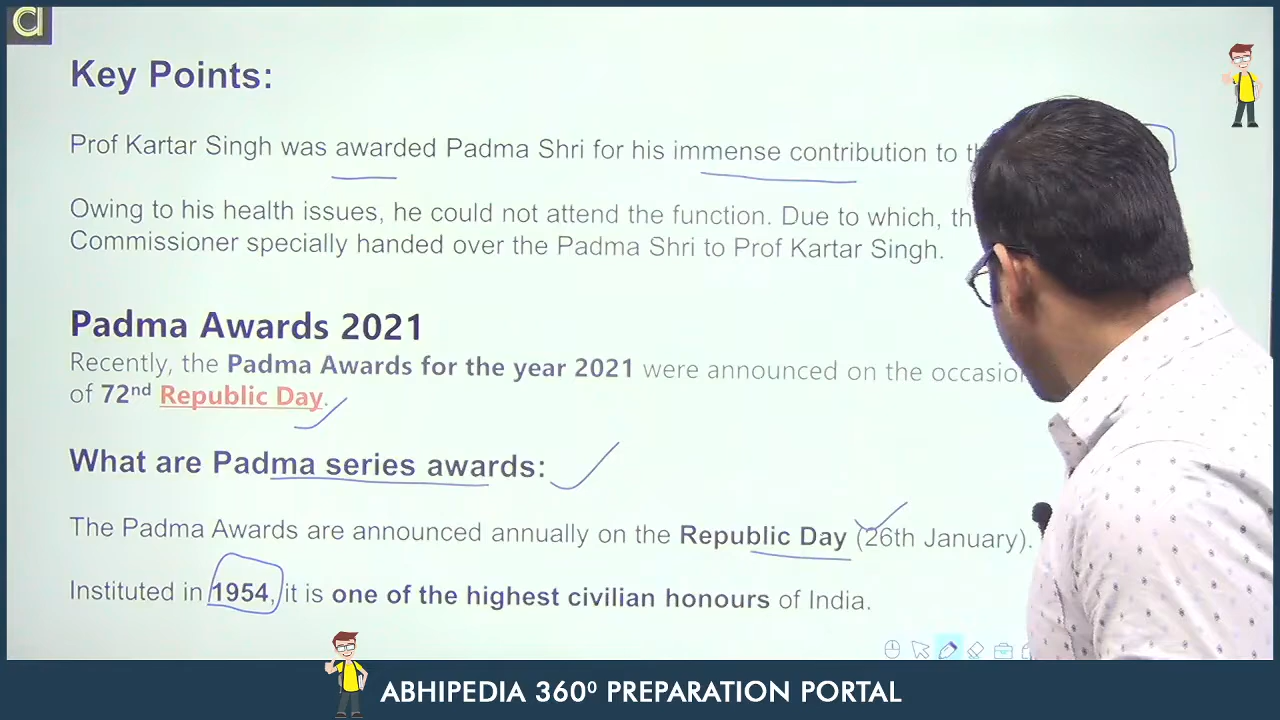 d
Key Points:
Prof Kartar Singh was awarded Padma Shri for his immense contribution to
Owing to his health issues, he could not attend the function. Due to which,
Commissioner specially handed over the Padma Shri to Prof Kartar Singh.
Padma Awards 2021
Recently, the Padma Awards for the year 2021 were announced on the occasion
of 72nd Republic Day.
What are Padma series awards:
The Padma Awards are announced annually on the Republic Day (26th January).
Instituted in 1954, it is one of the highest civilian honours of India.
ABHIPEDIA 360⁰ PREPARATION PORTAL